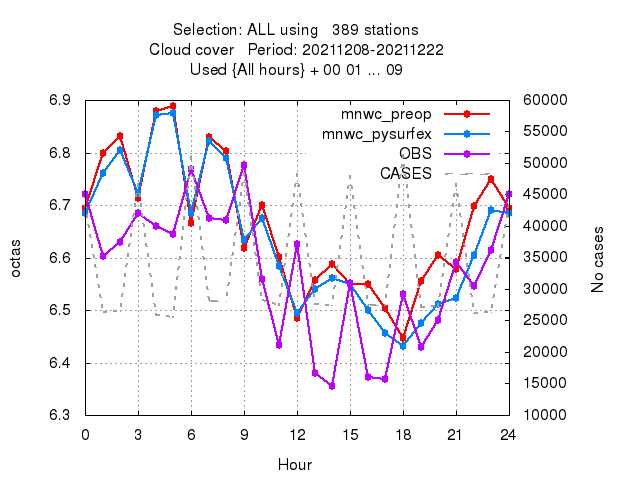 Selection: ALL using   389 stations
Cloud cover   Period: 20211208-20211222
Used {All hours} + 00 01 ... 09
mnwc_preop
mnwc_pysurfex
OBS
CASES
octas
6.9
6.8
6.7
6.6
6.5
6.4
6.3
60000
55000
50000
45000
40000
35000
30000
25000
20000
15000
10000
No cases
0 3 6 9 12 15 18 21 24
Hour